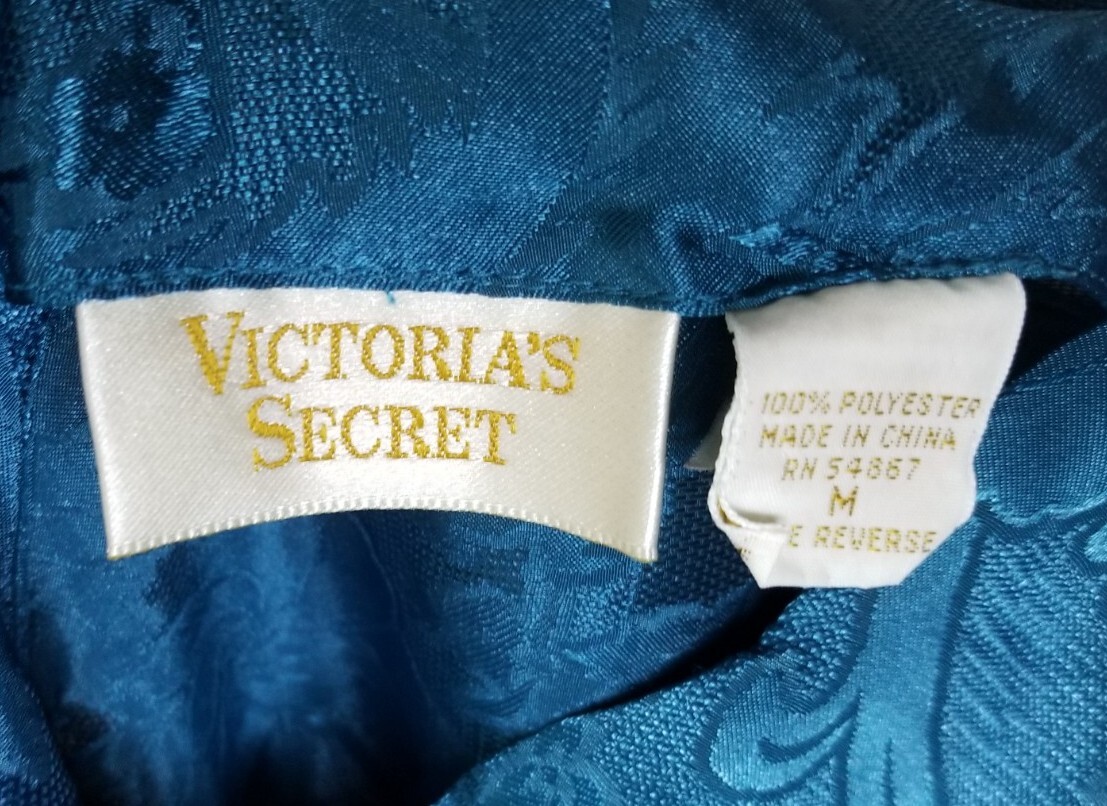 VICTORIA'S
SECRET
100% POLYESTER
MADE IN CHINA
RN 54867
M
REVERSE